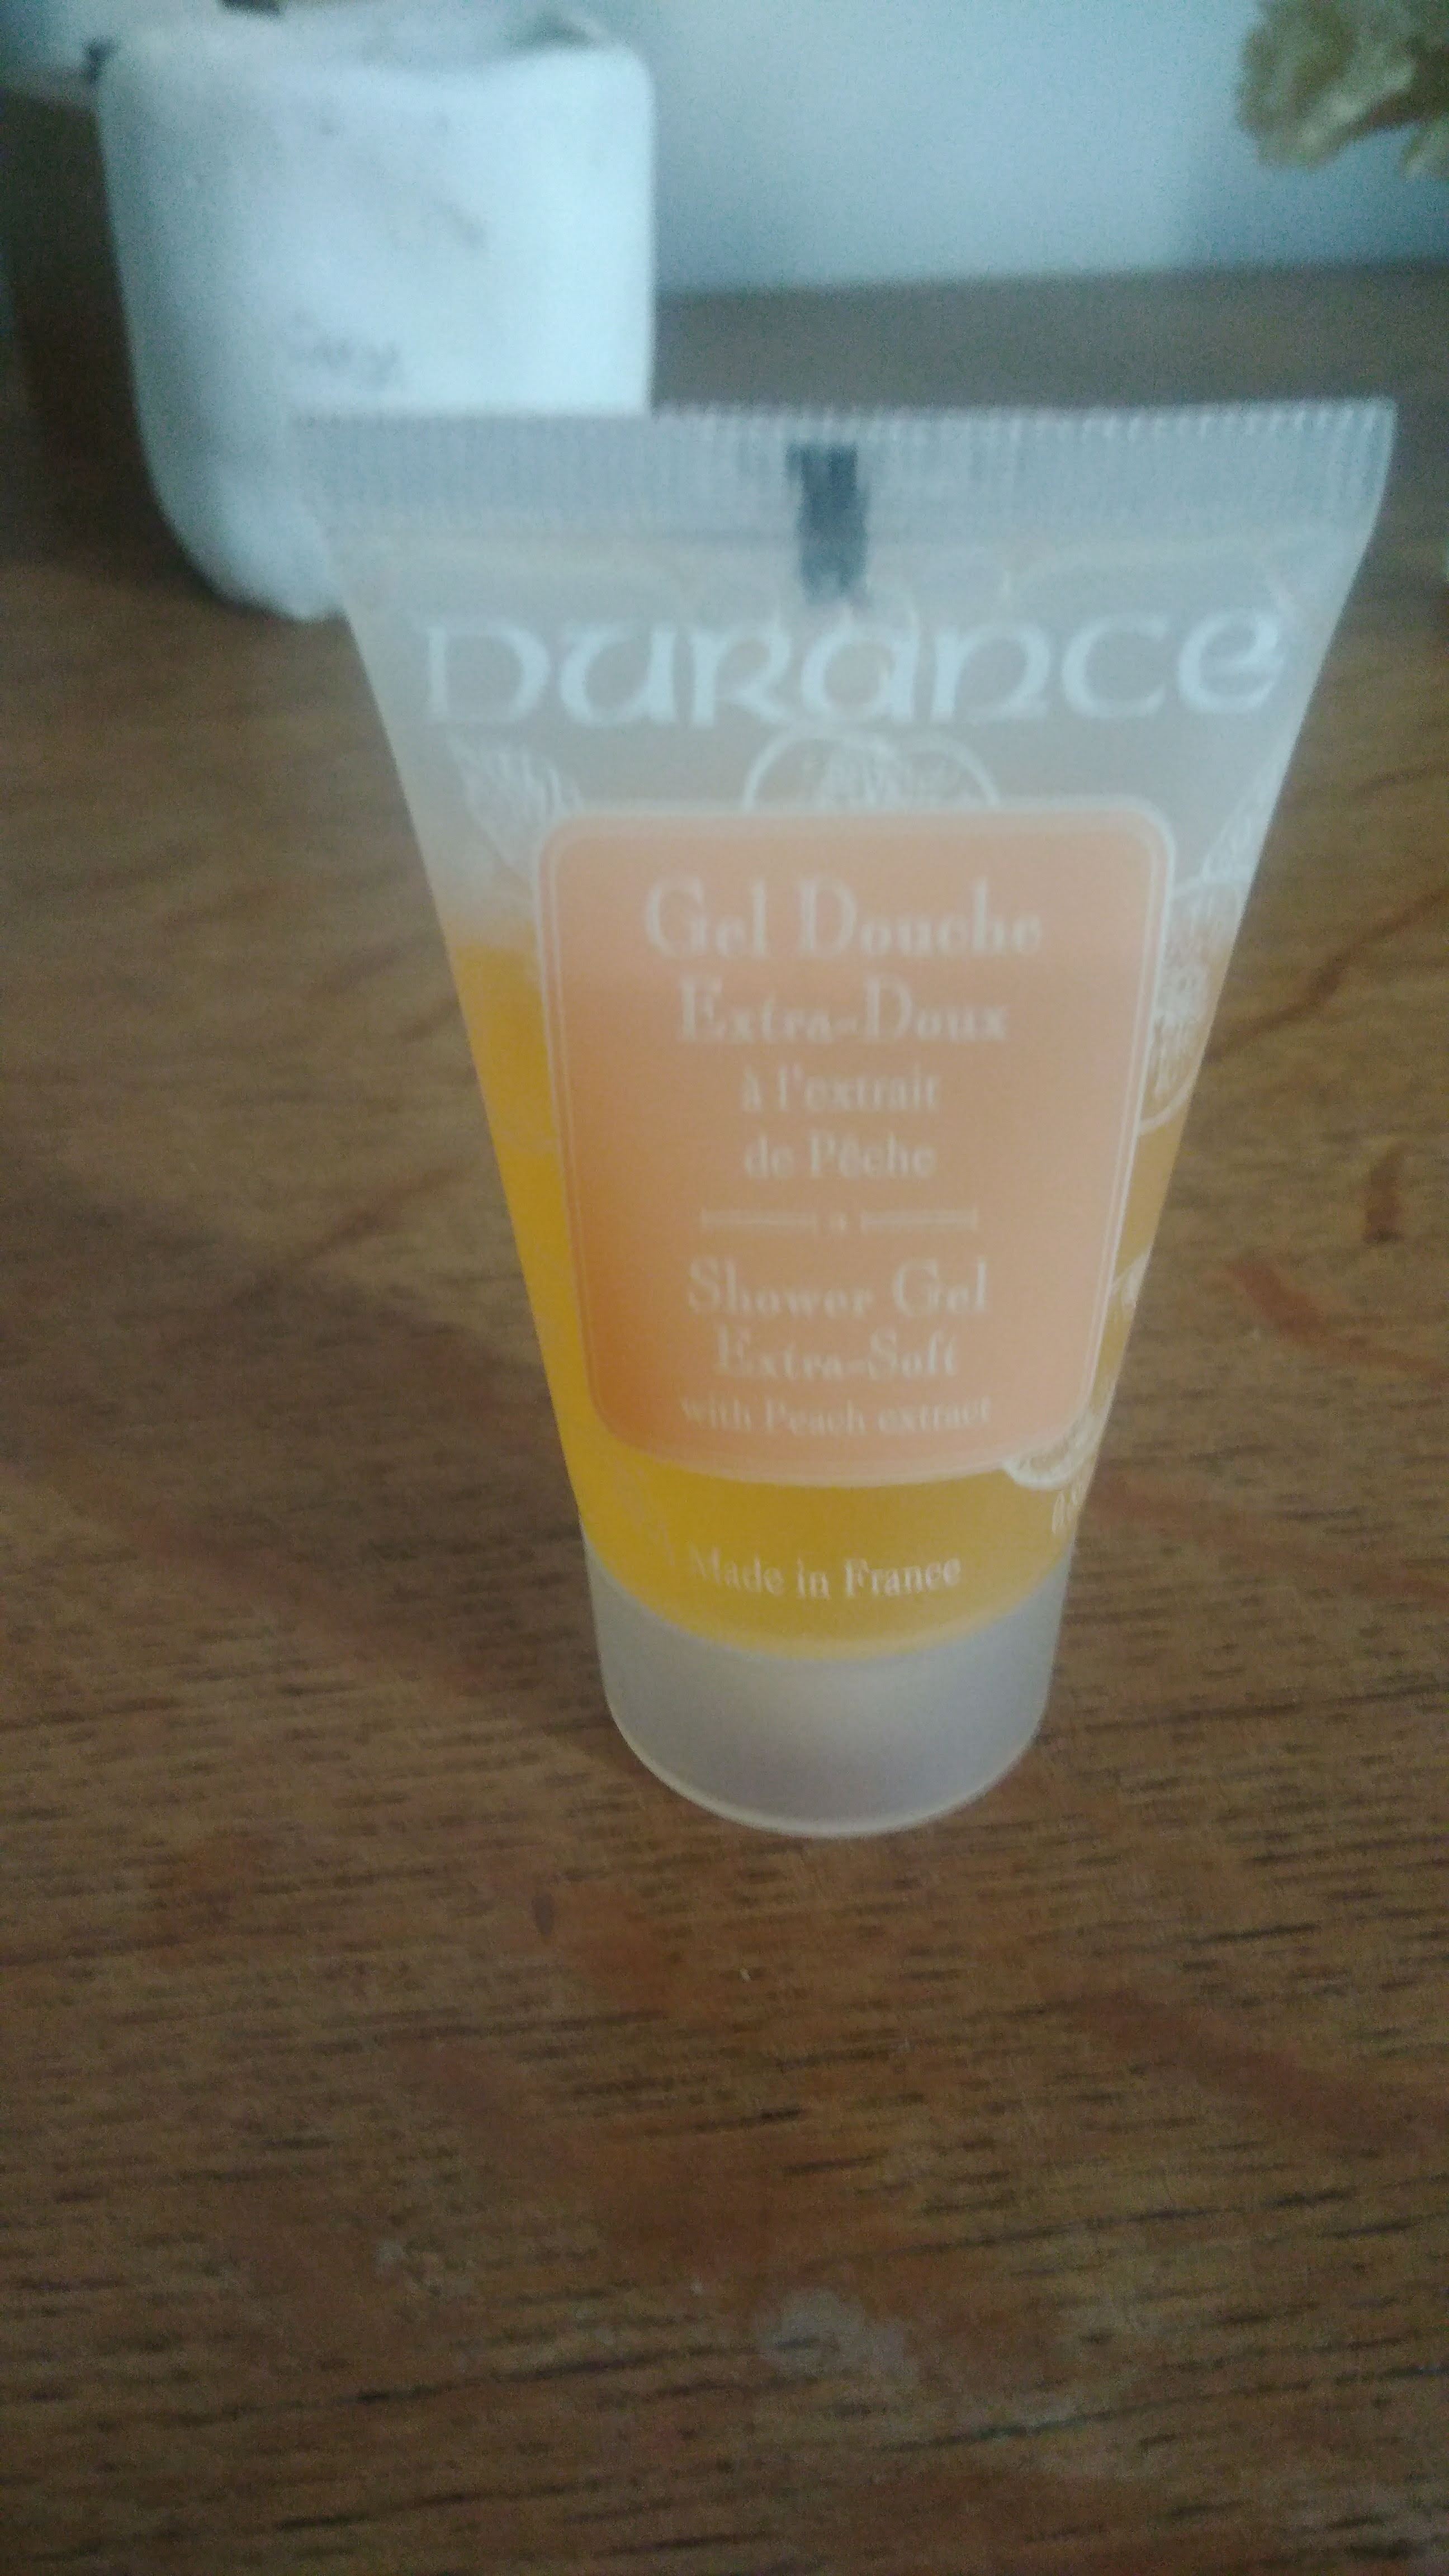 DURANCE
Gel Douche
Extra-Doux
à l'extrait
de Pêche
Shower Gel
Extra-Soft
with Peach extract
Made in France